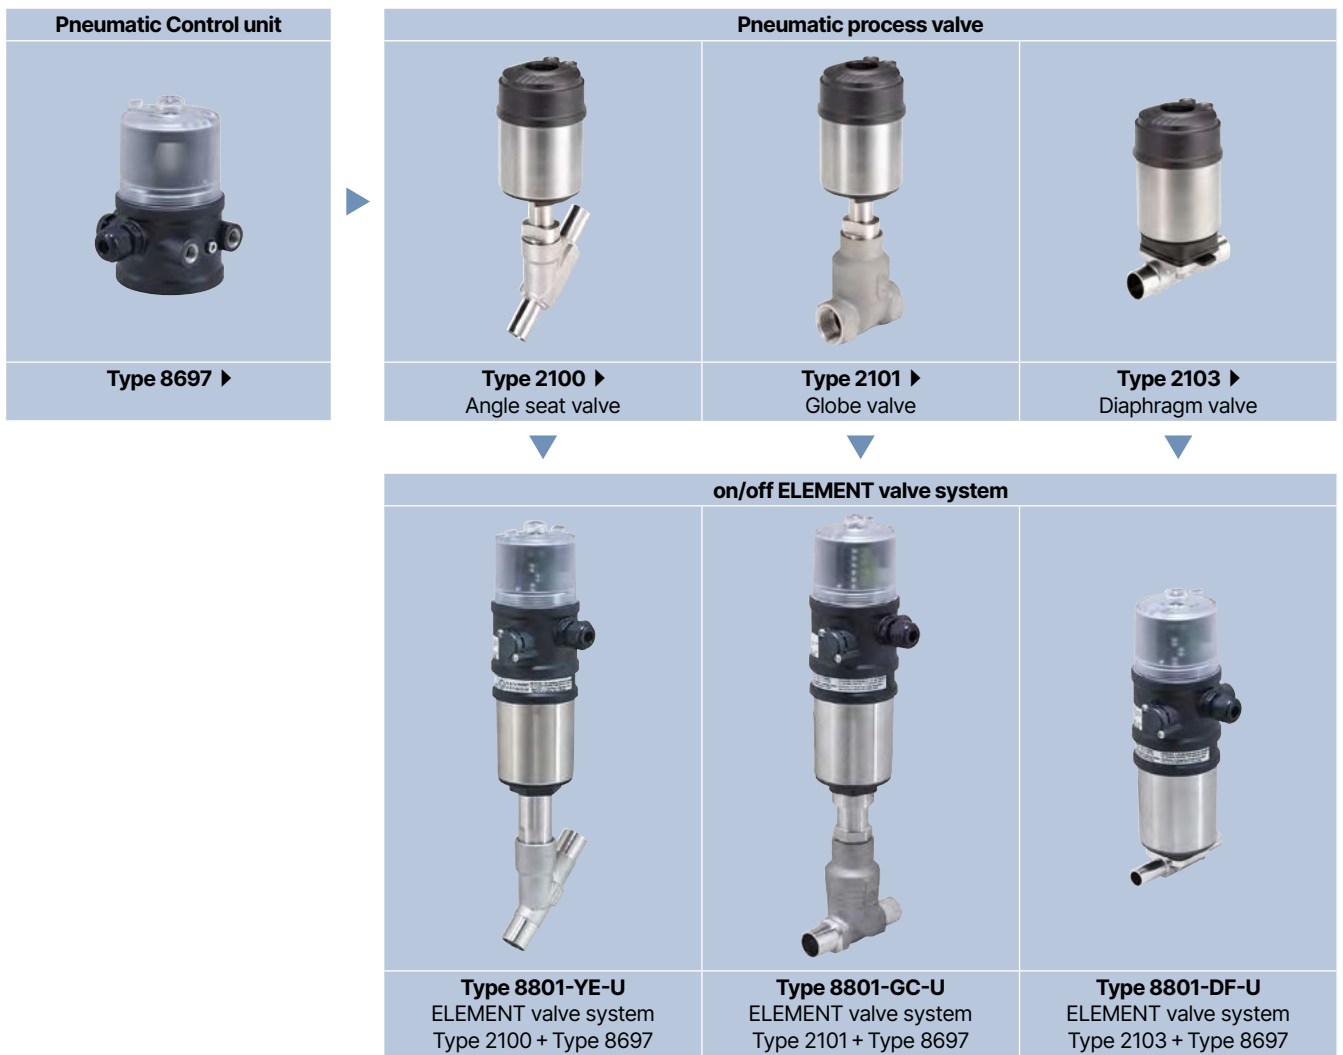 Pneumatic Control unit
Type 8697
Pneumatic process valve
Type 2100
Angle seat valve
Type 2101
Globe valve
Type 2103
Diaphragm valve
on/off ELEMENT valve system
Type 8801-YE-U
ELEMENT valve system
Type 2100 + Type 8697
Type 8801-GC-U
ELEMENT valve system
Type 2101 + Type 8697
Type 8801-DF-U
ELEMENT valve system
Type 2103 + Type 8697